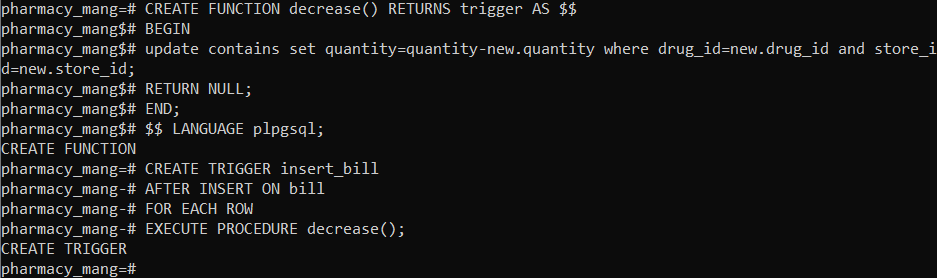 pharmacy_mang=# CREATE FUNCTION decrease() RETURNS trigger AS $$
pharmacy_mang$# BEGIN
pharmacy_mang$# update contains set quantity=quantity-new.quantity where drug_id=new.drug_id and store_i
d=new.store_id;
pharmacy_mang$# RETURN NULL;
pharmacy_mang$# END;
pharmacy_mang$# $$ LANGUAGE plpgsql;
CREATE FUNCTION
pharmacy_mang=# CREATE TRIGGER insert_bill
pharmacy_mang-# AFTER INSERT ON bill
pharmacy_mang-# FOR EACH ROW
pharmacy_mang-# EXECUTE PROCEDURE decrease();
CREATE TRIGGER
pharmacy_mang=#